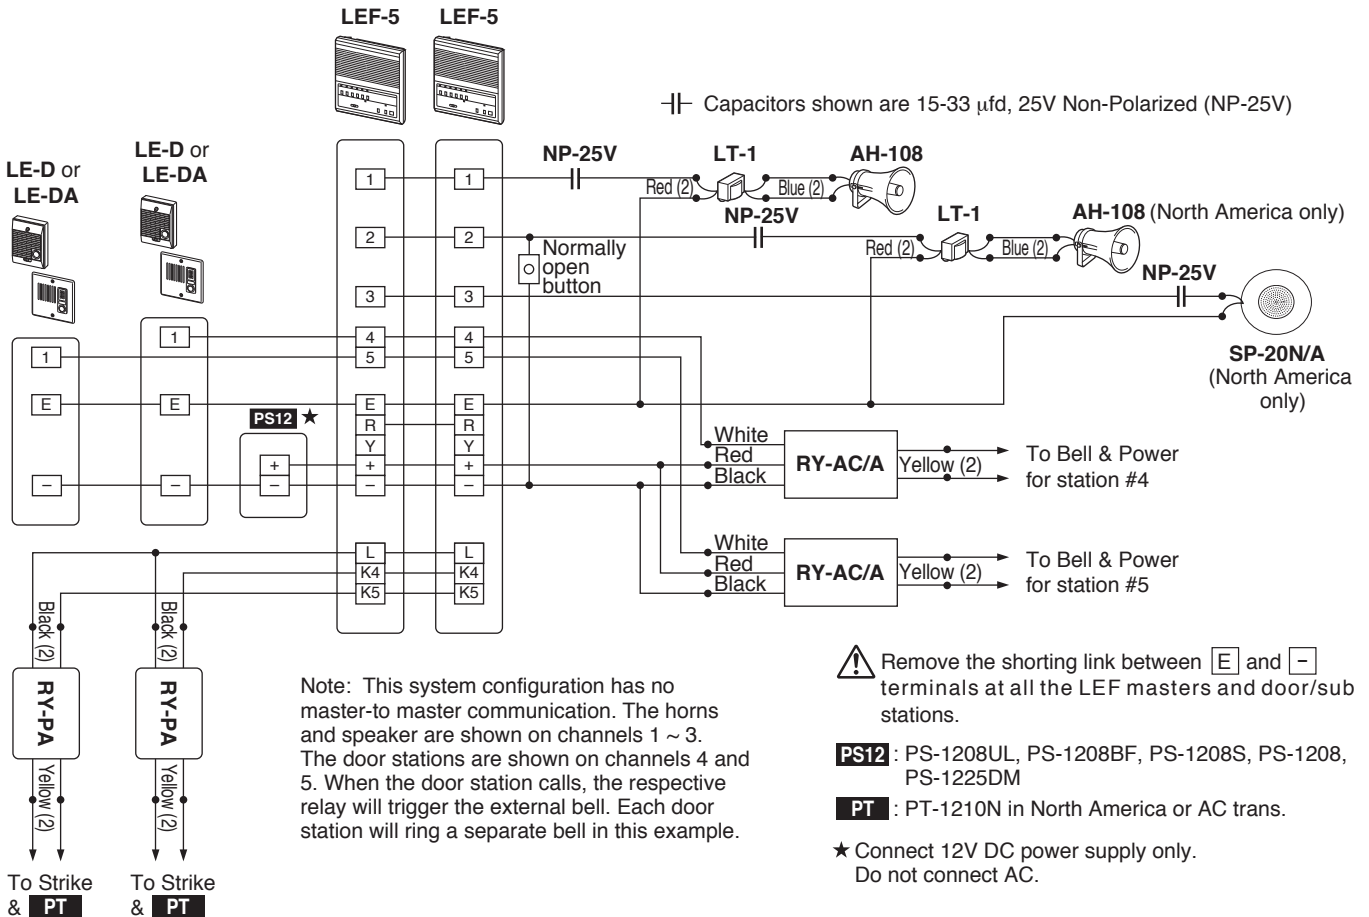 LEF-5 LEF-5
Capacitors shown are 15-33 µfd, 25V Non-Polarized (NP-25V)
LE-D or
LE-DA
LE-D or
LE-DA
NP-25V LT-1 AH-108
1 1
Red (2) Blue (2)
NP-25V LT-1 AH-108 (North America only)
2 2
Normally
open
button
Red (2) Blue (2)
NP-25V
3 3
SP-20N/A
(North America
only)
1 4 4
1 5 5
E E E E
PS12 ★
R R
Y Y
+ + +
− − − − −
White
Red
Black
RY-AC/A
Yellow (2)
To Bell & Power
for station #4
L L
K4 K4
K5 K5
White
Red
Black
RY-AC/A
Yellow (2)
To Bell & Power
for station #5
Black (2)
Black (2)
RY-PA
RY-PA
Yellow (2)
Yellow (2)
To Strike
& PT
To Strike
& PT
Note: This system configuration has no
master-to master communication. The horns
and speaker are shown on channels 1 ~ 3.
The door stations are shown on channels 4 and
5. When the door station calls, the respective
relay will trigger the external bell. Each door
station will ring a separate bell in this example.
Remove the shorting link between E and −
terminals at all the LEF masters and door/sub
stations.
PS12 : PS-1208UL, PS-1208BF, PS-1208S, PS-1208,
PS-1225DM
PT : PT-1210N in North America or AC trans.
★ Connect 12V DC power supply only.
Do not connect AC.